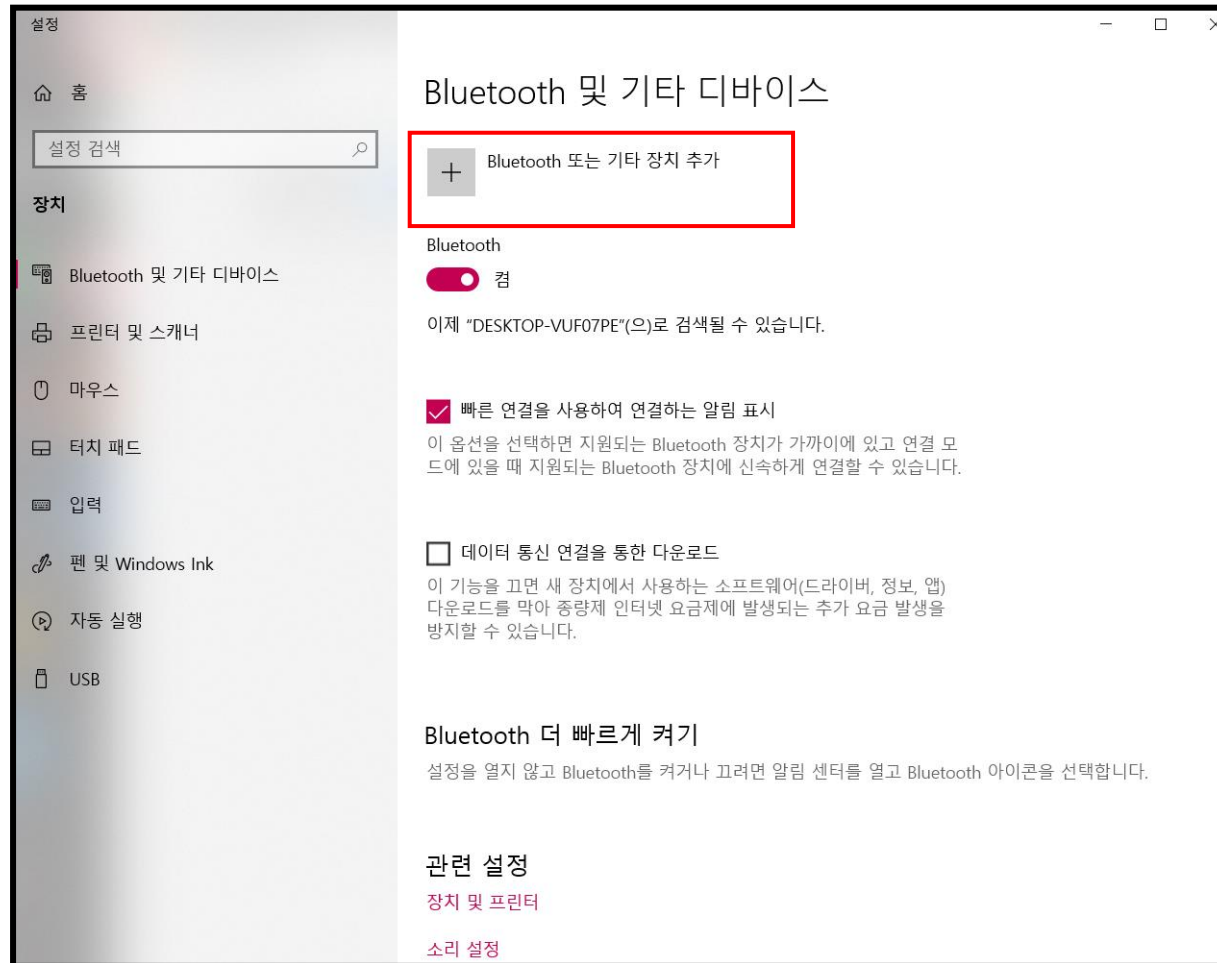 설정
홈
설정 검색
장치
Bluetooth 및 기타 디바이스
프린터 및 스캐너
마우스
터치 패드
입력
펜 및 Windows Ink
자동 실행
USB
Bluetooth 및 기타 디바이스
Bluetooth 또는 기타 장치 추가
Bluetooth
켬
이제 “DESKTOP-VUF07PE”(으)로 검색될 수 있습니다.
빠른 연결을 사용하여 연결하는 알림 표시
이 옵션을 선택하면 지원되는 Bluetooth 장치가 가까이에 있고 연결 모
드에 있을 때 지원되는 Bluetooth 장치에 신속하게 연결할 수 있습니다.
데이터 통신 연결을 통한 다운로드
이 기능을 끄면 새 장치에서 사용하는 소프트웨어(드라이버, 정보, 앱)
다운로드를 막아 종량제 인터넷 요금제에 발생되는 추가 요금 발생을
방지할 수 있습니다.
Bluetooth 더 빠르게 켜기
설정을 열지 않고 Bluetooth를 켜거나 끄려면 알림 센터를 열고 Bluetooth 아이콘을 선택합니다.
관련 설정
장치 및 프린터
소리 설정